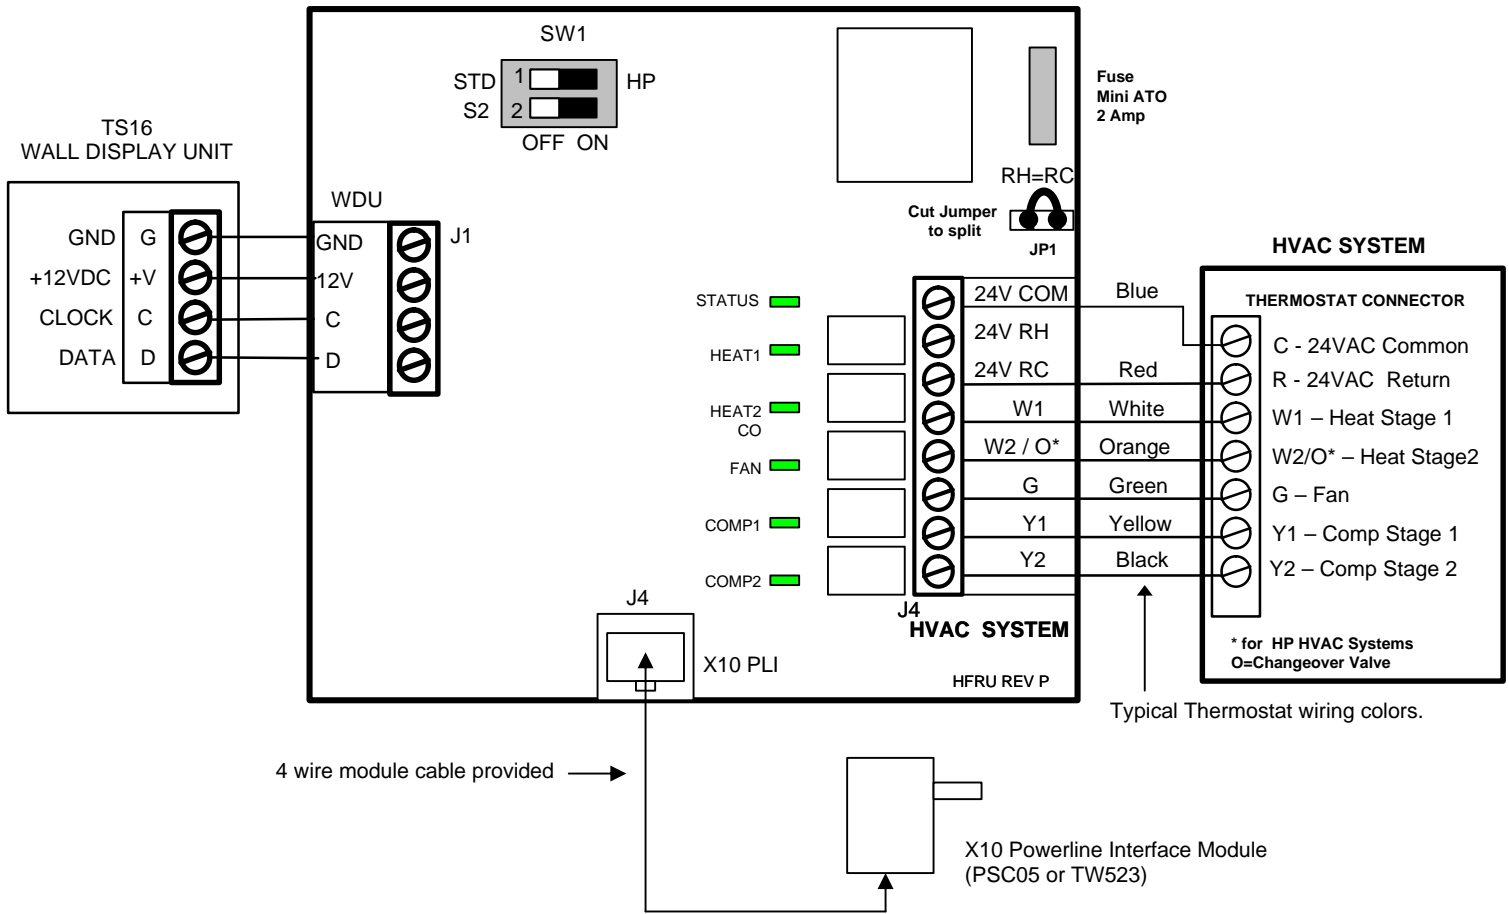 SW1
STD 1 HP
S2 2
OFF ON
Fuse
Mini ATO
2 Amp
TS16
WALL DISPLAY UNIT
GND G
+12VDC +V
CLOCK C
DATA D
WDU
J1
GND
12V
C
D
RH=RC
Cut Jumper
to split
JP1
STATUS
HEAT1
HEAT2
CO
FAN
COMP1
COMP2
24V COM Blue
24V RH
24V RC Red
W1 White
W2 / O* Orange
G Green
Y1 Yellow
Y2 Black
J4
HVAC SYSTEM
HFRU REV P
HVAC SYSTEM
THERMOSTAT CONNECTOR
C - 24VAC Common
R - 24VAC Return
W1 – Heat Stage 1
W2/O* – Heat Stage2
G – Fan
Y1 – Comp Stage 1
Y2 – Comp Stage 2
* for HP HVAC Systems
O=Changeover Valve
Typical Thermostat wiring colors.
J4
X10 PLI
4 wire module cable provided
X10 Powerline Interface Module
(PSC05 or TW523)